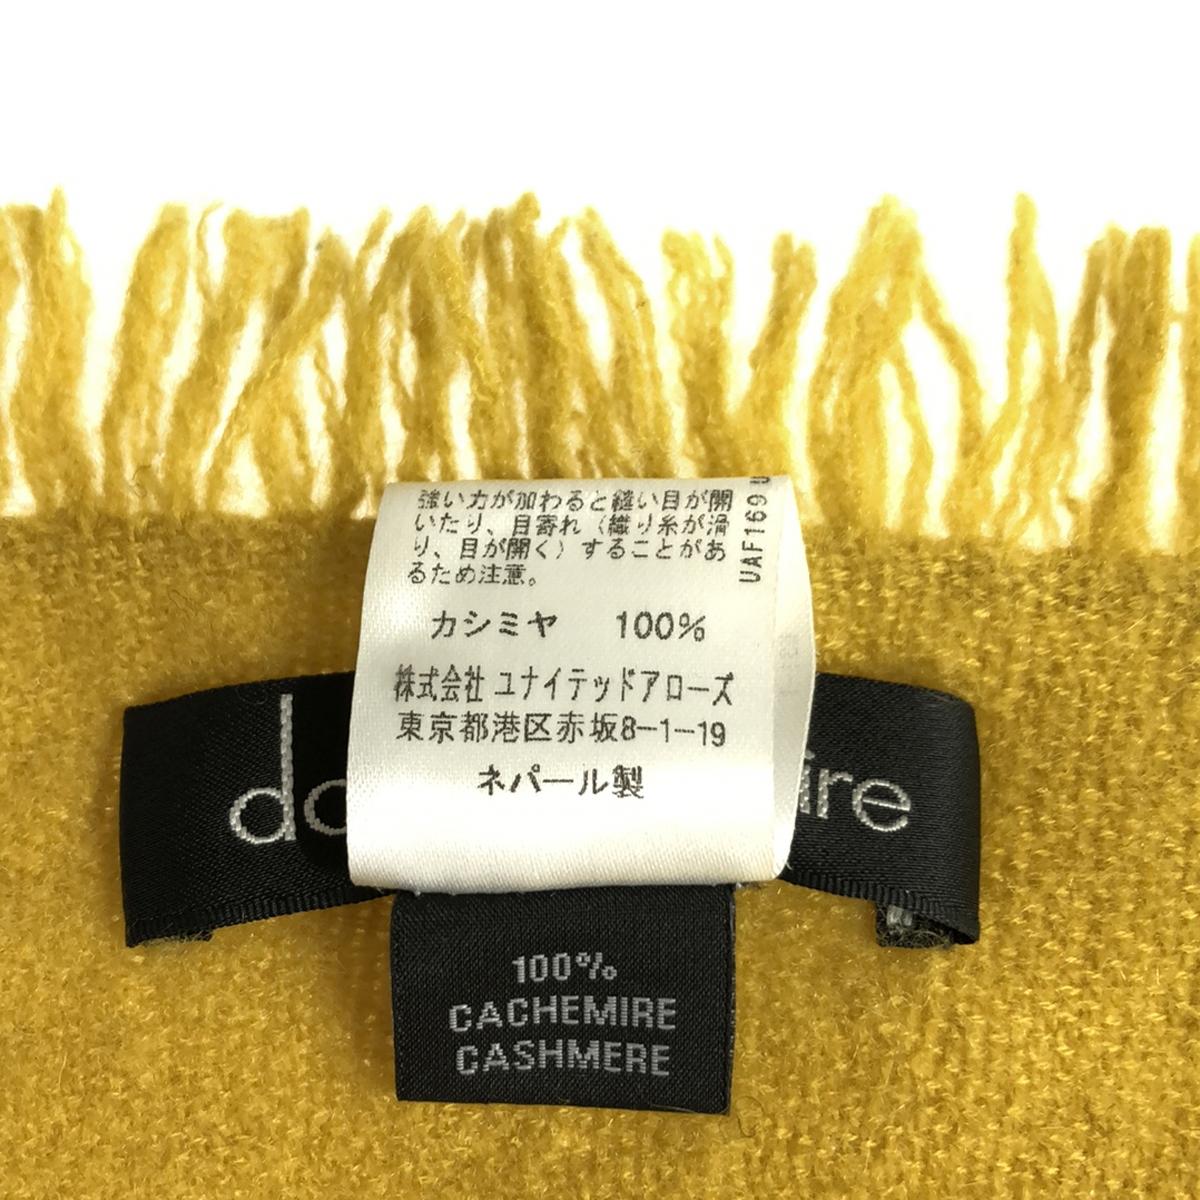 強い力が加わると縫い目が開
いたり、目寄れ（織り糸が滑
り、目が開く）することがあ
るため注意。
UAF169
カシミヤ 100%
株式会社 ユナイテッドアローズ
東京都港区赤坂8-1-19
ネパール製
do
ire
100%
CACHEMIRE
CASHMERE